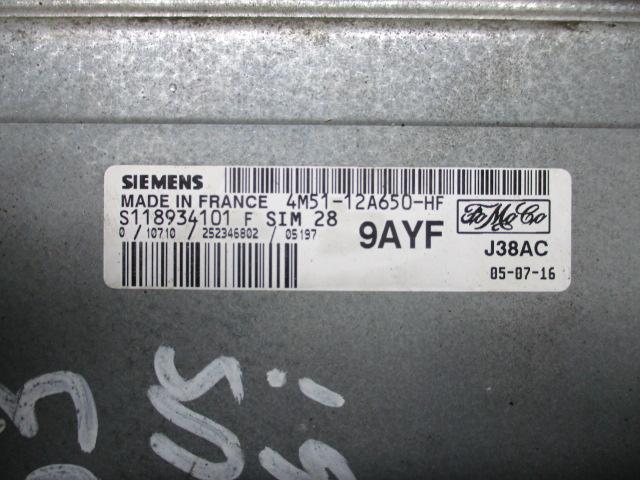 SIEMENS
MADE IN FRANCE 4M51-12A650-HF
S118934101 F SIM 28
0 / 10710 / 252346802 / 05197
9AYF
FoMoCo
J38AC
05-07-16